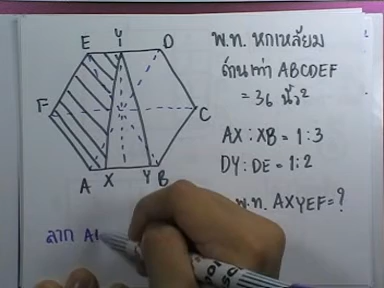 E Y D
พ.ท. หกเหลี่ยม
ด้านเท่า ABCDEF
= 36 นิ้ว²
F C
AX : XB = 1 : 3
DY : DE = 1 : 2
A X Y B
พ.ท. AXYEF = ?
ลาก